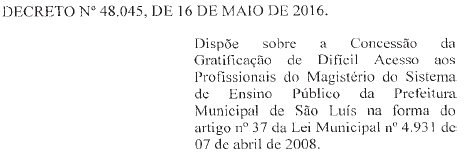 DECRETO Nº 48.045, DE 16 DE MAIO DE 2016.
Dispõe sobre a Concessão da
Gratificação de Difícil Acesso aos
Profissionais do Magistério do Sistema
de Ensino Público da Prefeitura
Municipal de São Luís na forma do
artigo nº 37 da Lei Municipal nº 4.931 de
07 de abril de 2008.